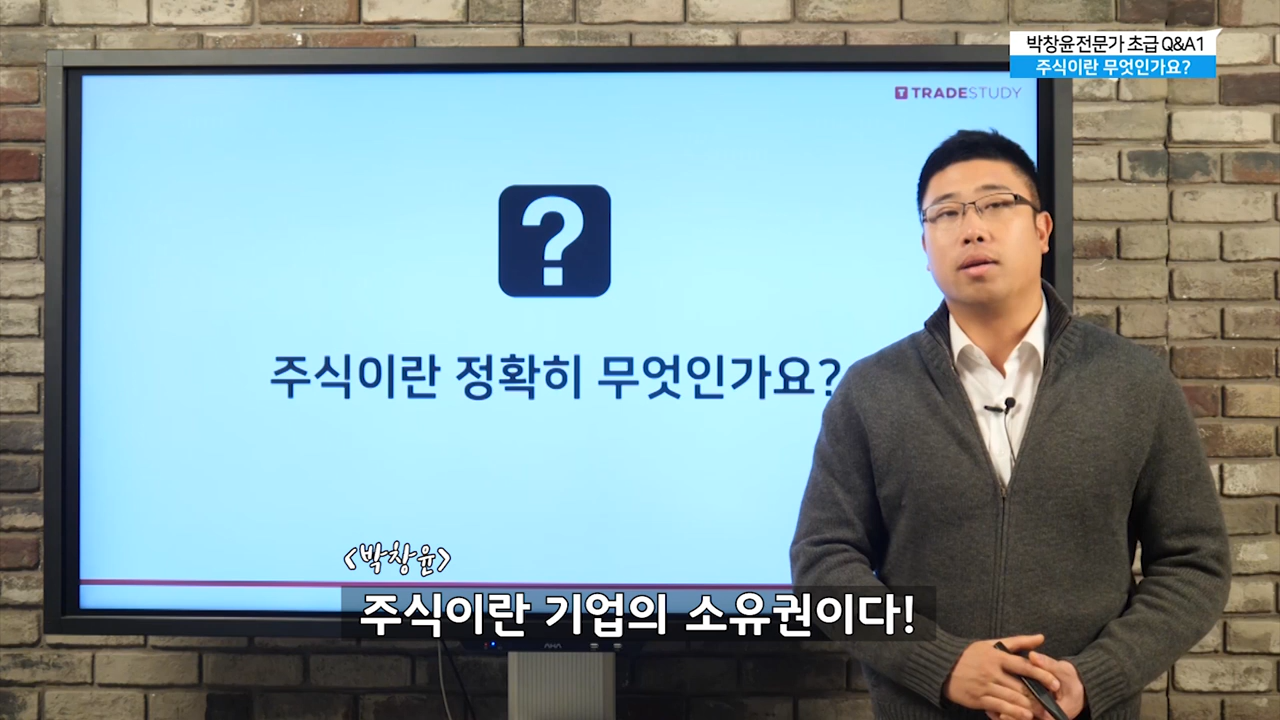 박창윤 전문가 초급 Q&A 1
주식이란 무엇인가요?
TRADESTUDY
?
주식이란 정확히 무엇인가요?
<박창윤>
주식이란 기업의 소유권이다!
AHA